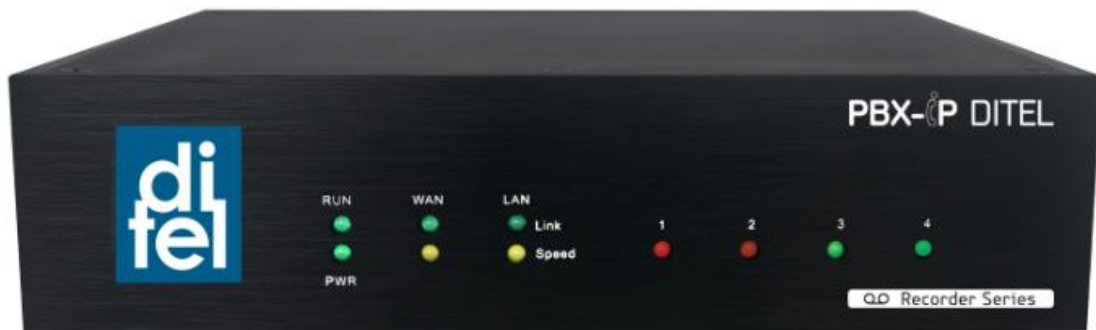 PBX-iP DITEL
di
tel
RUN
WAN
LAN
Link
1
2
3
4
Speed
PWR
Recorder Series